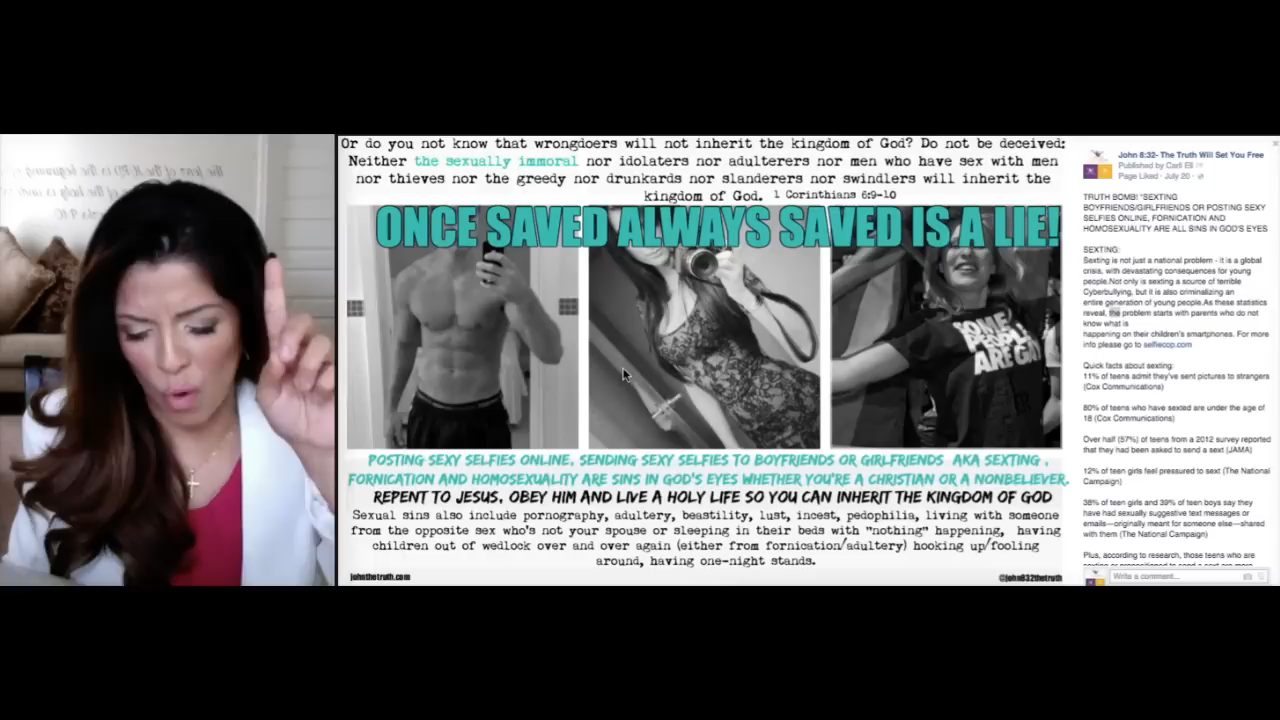 the fear of the LORD is the beginning
Or do you not know that wrongdoers will not inherit the kingdom of God? Do not be deceived:
Neither the sexually immoral nor idolaters nor adulterers nor men who have sex with men
nor thieves nor the greedy nor drunkards nor slanderers nor swindlers will inherit the
kingdom of God. 1 Corinthians 6:9-10
ONCE SAVED ALWAYS SAVED IS A LIE!
SOME
PEOPLE
ARE GAY
POSTING SEXY SELFIES ONLINE, SENDING SEXY SELFIES TO BOYFRIENDS OR GIRLFRIENDS AKA SEXTING ,
FORNICATION AND HOMOSEXUALITY ARE SINS IN GOD'S EYES WHETHER YOU'RE A CHRISTIAN OR A NONBELIEVER.
REPENT TO JESUS, OBEY HIM AND LIVE A HOLY LIFE SO YOU CAN INHERIT THE KINGDOM OF GOD
Sexual sins also include pornography, adultery, beastility, lust, incest, pedophilia, living with someone
from the opposite sex who's not your spouse or sleeping in their beds with "nothing" happening, having
children out of wedlock over and over again (either from fornication/adultery) hooking up/fooling
around, having one-night stands.
johnthetruth.com
@john832thetruth
John 8:32- The Truth Will Set You Free
Published by Carli Eli
Page Liked · July 20 ·
TRUTH BOMB! "SEXTING
BOYFRIENDS/GIRLFRIENDS OR POSTING SEXY
SELFIES ONLINE, FORNICATION AND
HOMOSEXUALITY ARE ALL SINS IN GOD'S EYES
SEXTING:
Sexting is not just a national problem - it is a global
crisis, with devastating consequences for young
people.Not only is sexting a source of terrible
Cyberbullying, but it is also criminalizing an
entire generation of young people.As these statistics
reveal, the problem starts with parents who do not
know what is
happening on their children's smartphones. For more
info please go to selfiecop.com
Quick facts about sexting:
11% of teens admit they've sent pictures to strangers
(Cox Communications)
80% of teens who have sexted are under the age of
18 (Cox Communications)
Over half (57%) of teens from a 2012 survey reported
that they had been asked to send a sext (JAMA)
12% of teen girls feel pressured to sext (The National
Campaign)
38% of teen girls and 39% of teen boys say they
have had sexually suggestive text messages or
emails—originally meant for someone else—shared
with them (The National Campaign)
Plus, according to research, those teens who are
Write a comment...